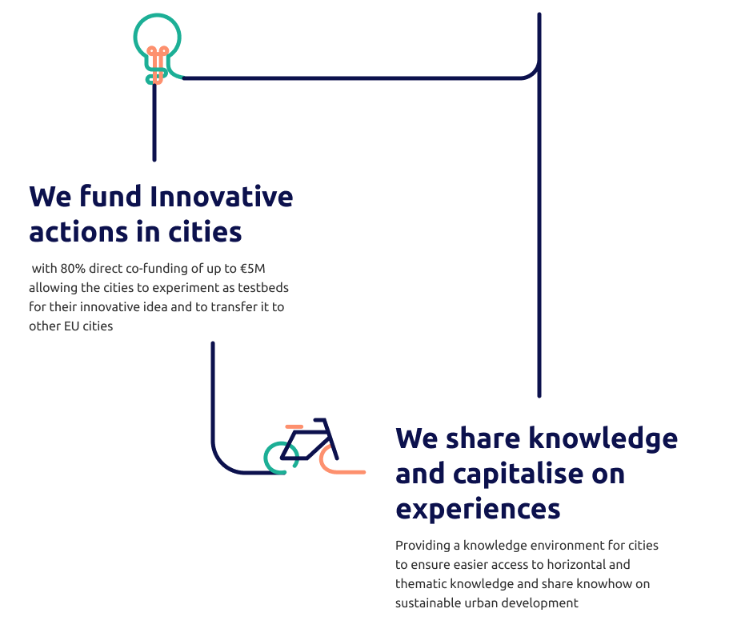 We fund Innovative
actions in cities
with 80% direct co-funding of up to €5M
allowing the cities to experiment as testbeds
for their innovative idea and to transfer it to
other EU cities
We share knowledge
and capitalise on
experiences
Providing a knowledge environment for cities
to ensure easier access to horizontal and
thematic knowledge and share knowhow on
sustainable urban development